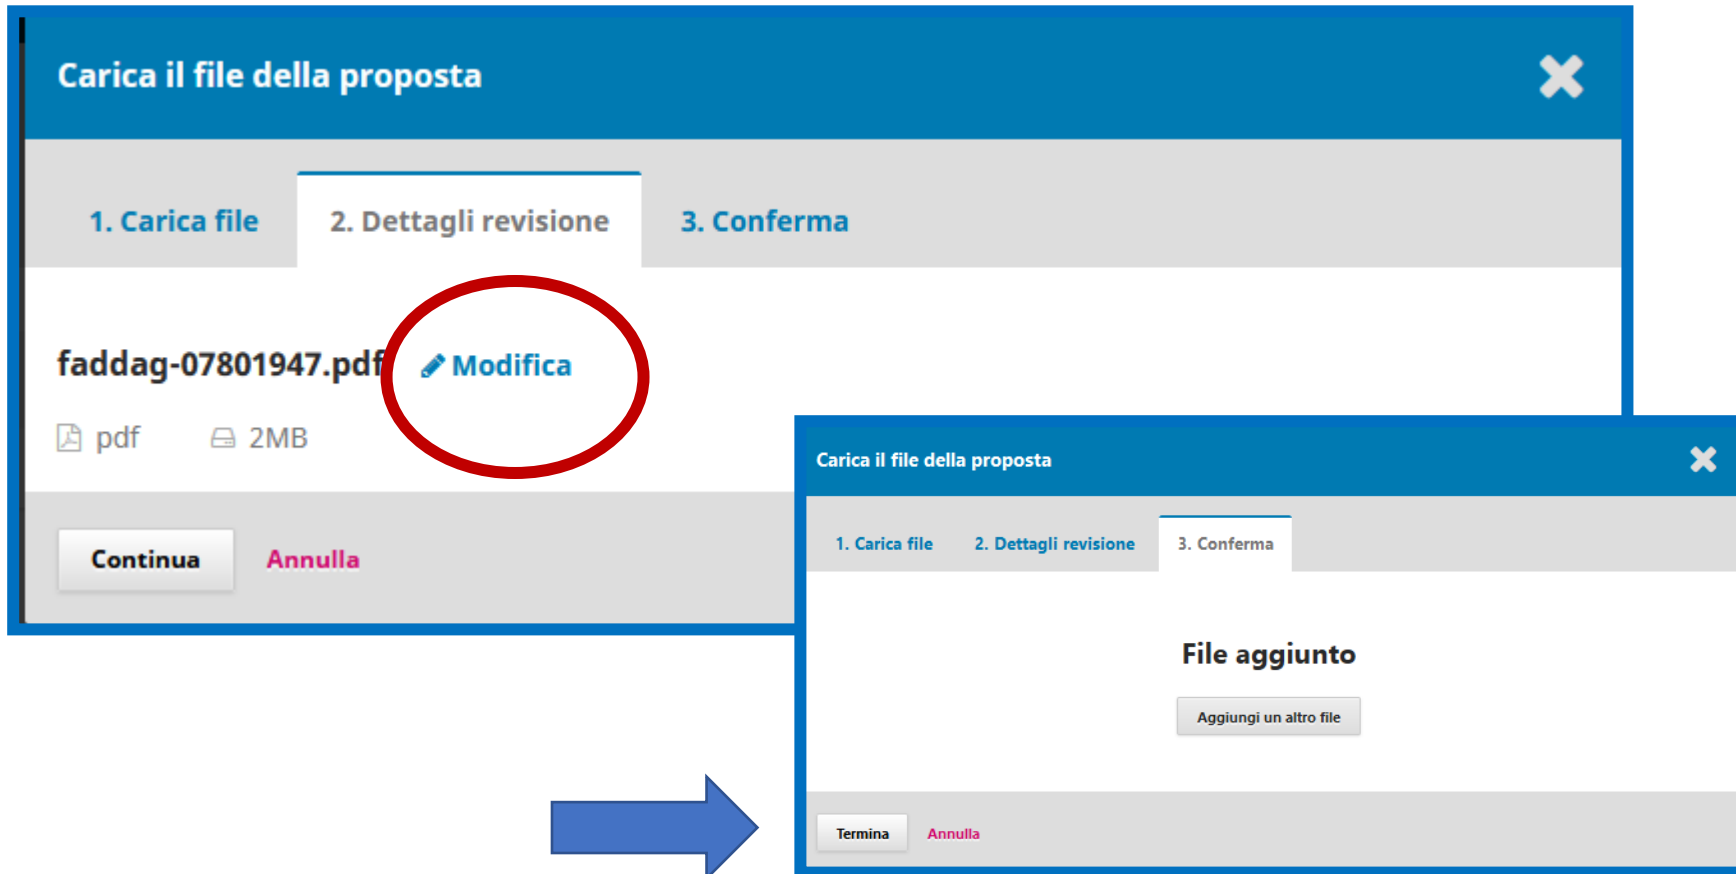 Carica il file della proposta
1. Carica file 2. Dettagli revisione 3. Conferma
faddag-07801947.pdf Modifica
pdf 2MB
Continua Annulla
Carica il file della proposta
1. Carica file 2. Dettagli revisione 3. Conferma
File aggiunto
Aggiungi un altro file
Termina Annulla